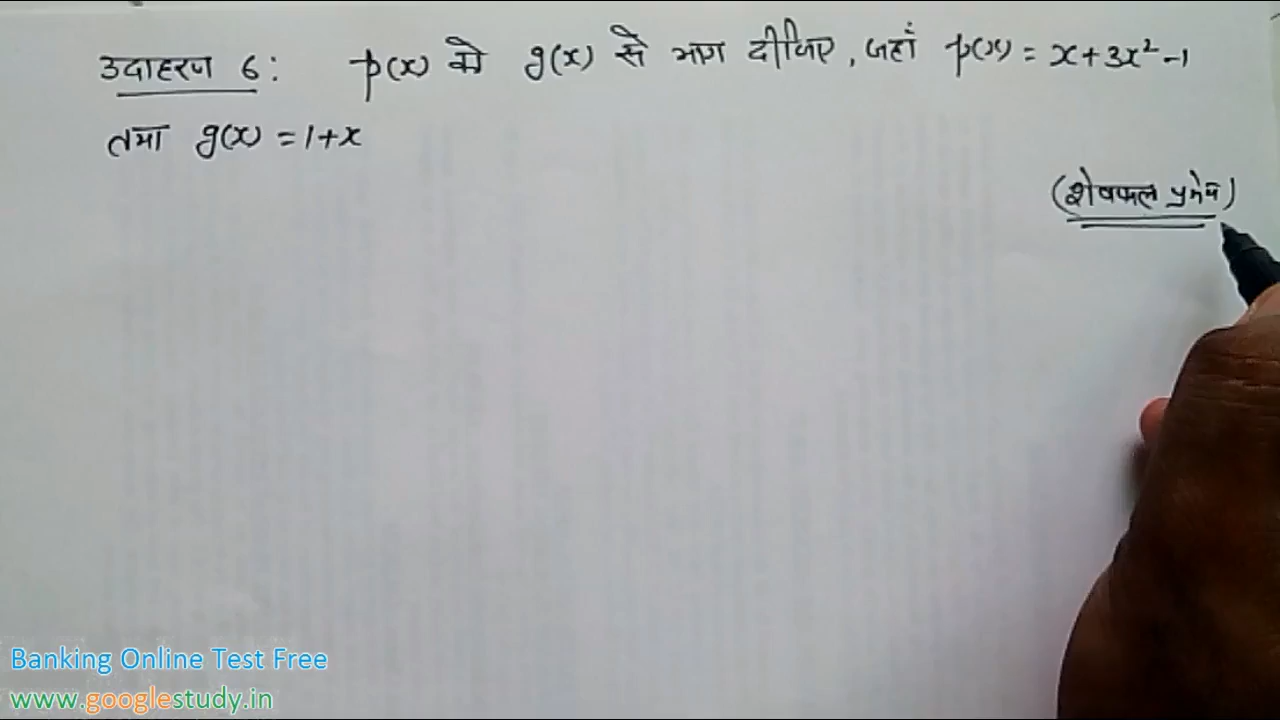 उदाहरण 6: p(x) को g(x) से भाग दीजिए, जहां p(x) = x+3x²-1
तथा g(x) = 1+x
(शेषफल प्रमेय)
Banking Online Test Free
www.googlestudy.in